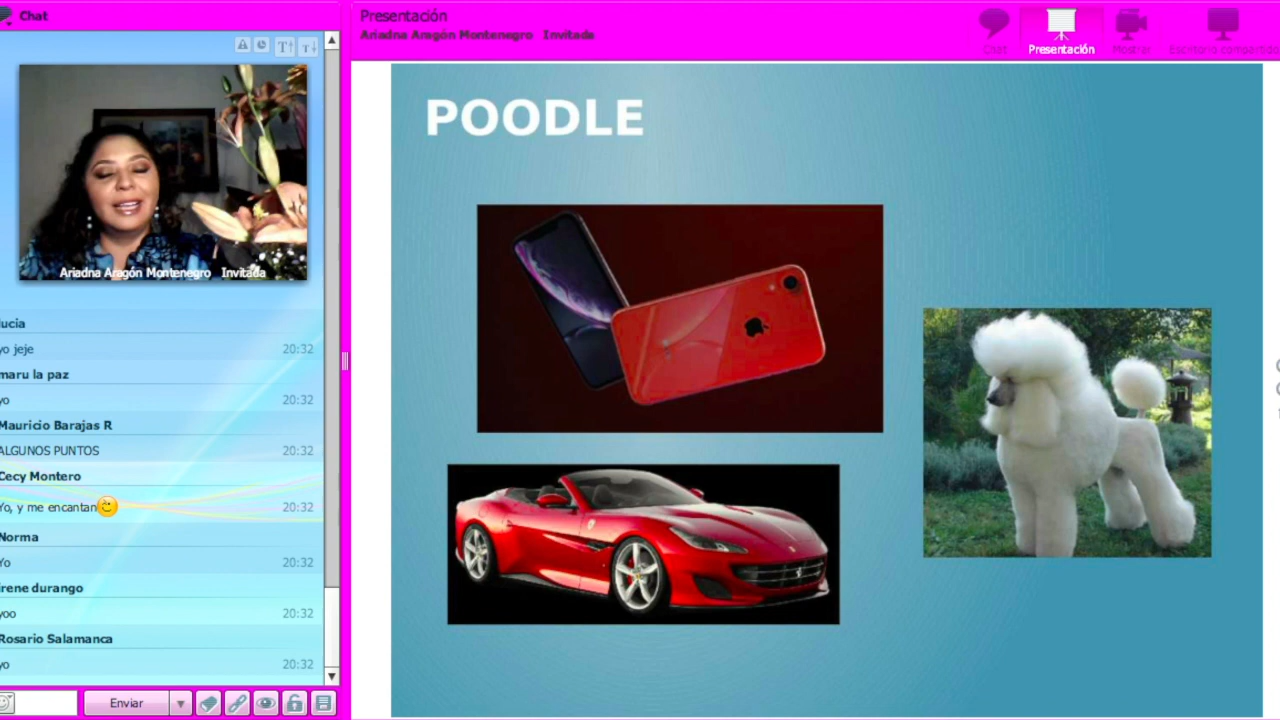 Chat
Ariadna Aragón Montenegro Invitada
lucia
yo jeje 20:32
maru la paz
yo 20:32
Mauricio Barajas R
ALGUNOS PUNTOS 20:32
Cecy Montero
Yo, y me encantan 20:32
Norma
Yo 20:32
irene durango
yoo 20:32
Rosario Salamanca
yo 20:32
Enviar
Presentación
Ariadna Aragón Montenegro Invitada
Chat
Presentación
Mostrar
Escritorio compartido
POODLE